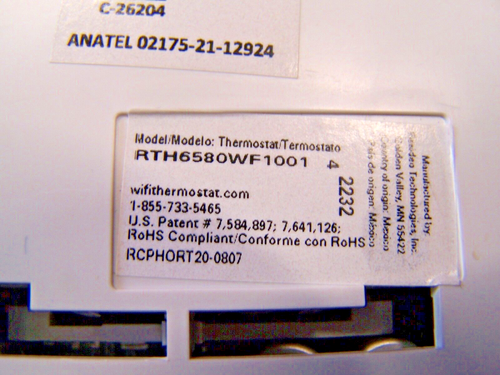 C-26204
ANATEL 02175-21-12924
Model/Modelo: Thermostat/Termostato
RTH6580WF1001
4 2232
wifithermostat.com
1-855-733-5465
U.S. Patent # 7,584,897; 7,641,126;
RoHS Compliant/Conforme con RoHS
RCPHORT20-0807
Manufactured by
Resideo Technologies, Inc.
Golden Valley, MN 55422
Country of origin: Mexico
País de origen: México